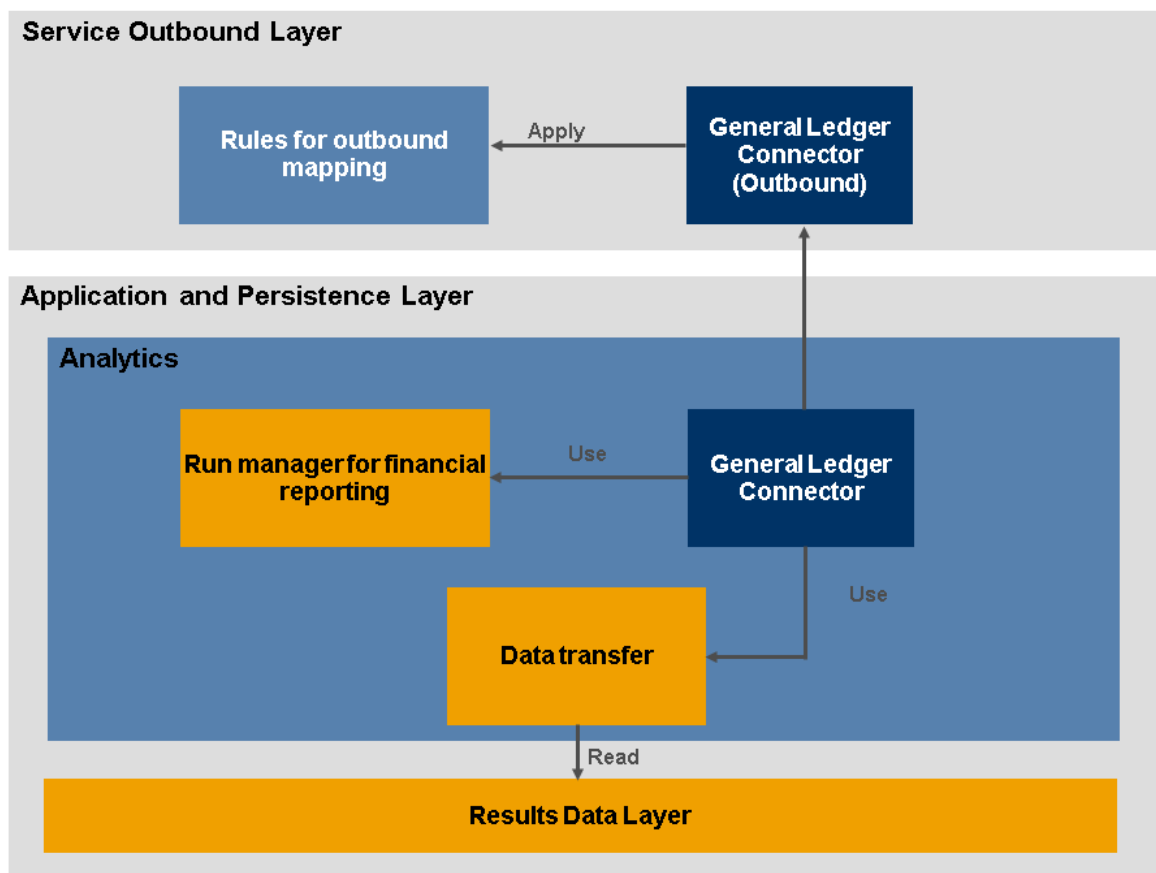 Service Outbound Layer
Rules for outbound
mapping
Apply
General Ledger
Connector
(Outbound)
Application and Persistence Layer
Analytics
Run manager for financial
reporting
Use
General Ledger
Connector
Use
Data transfer
Read
Results Data Layer